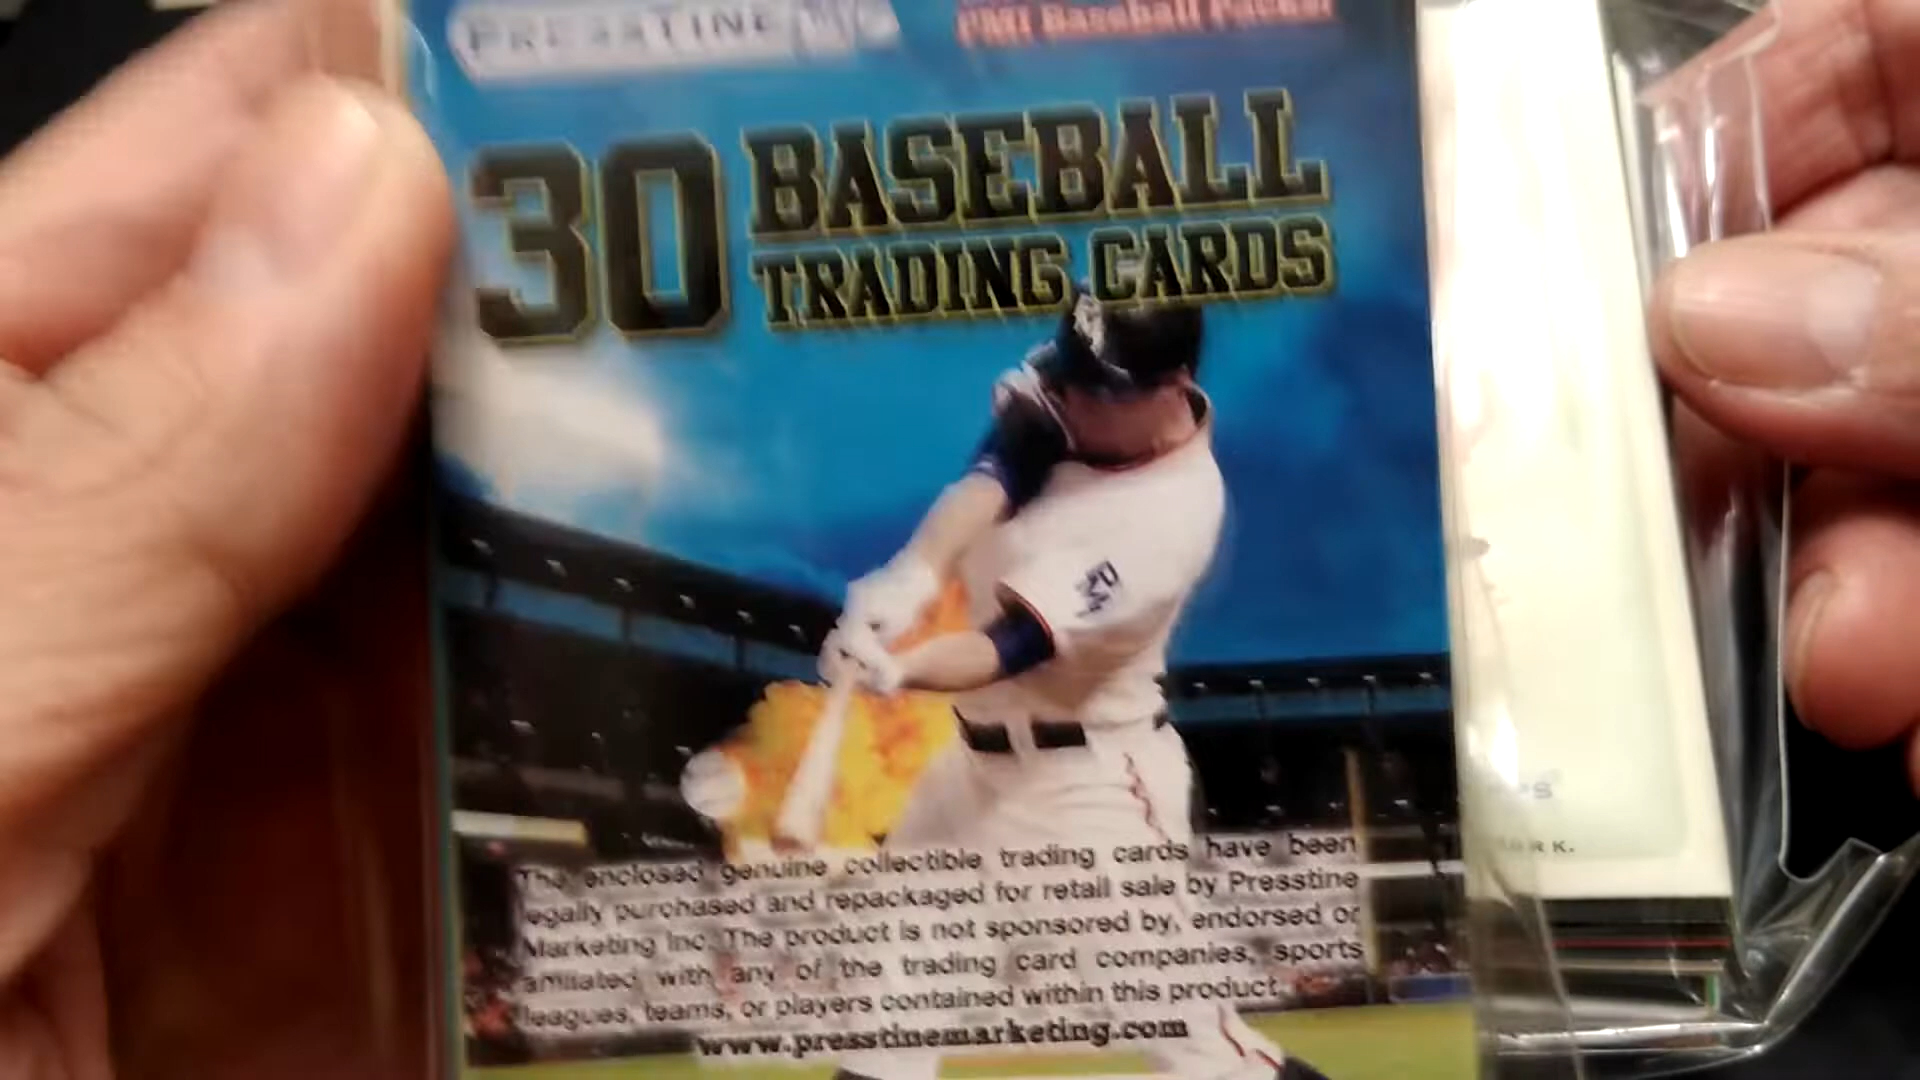 PRESSTINE
PMI Baseball Packet
30 BASEBALL
TRADING CARDS
The enclosed genuine collectible trading cards have been
legally purchased and repackaged for retail sale by Presstine
Marketing Inc. The product is not sponsored by, endorsed or
affiliated with any of the trading card companies, sports
leagues, teams, or players contained within this product.
www.presstinemarketing.com